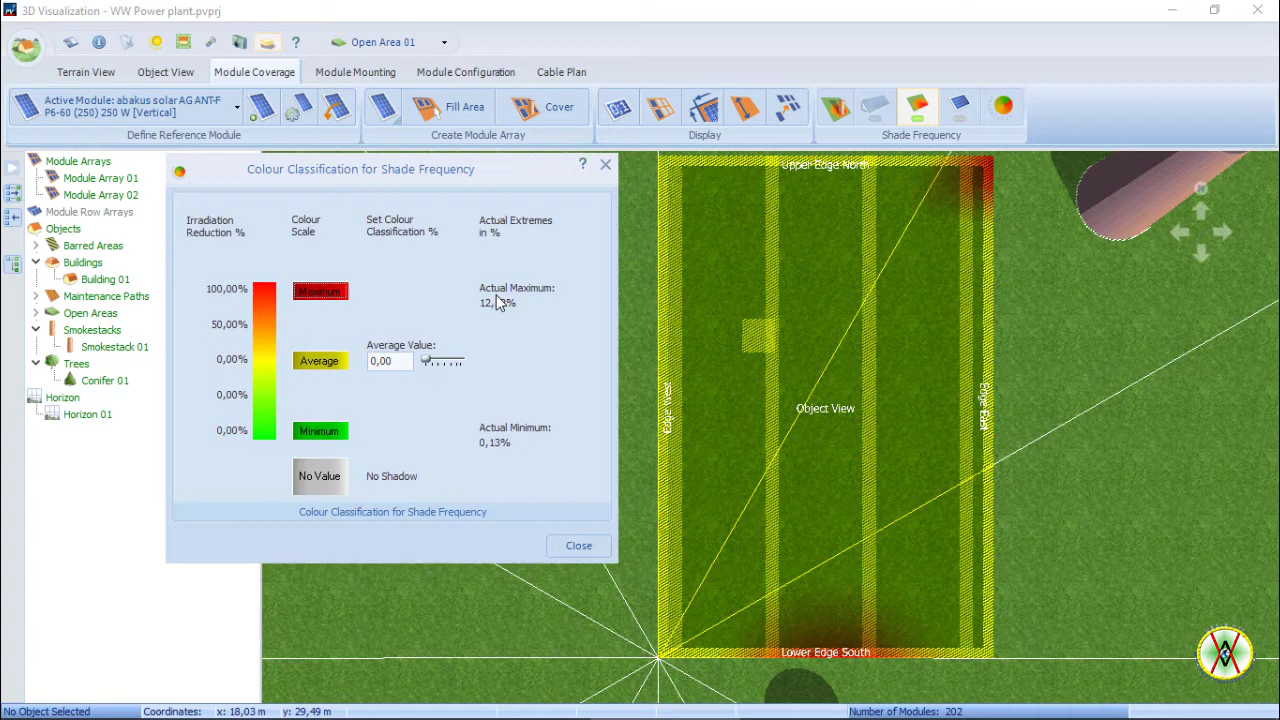 3D Visualization - WW Power plant.pvprj
Open Area 01
Terrain View
Object View
Module Coverage
Module Mounting
Module Configuration
Cable Plan
Active Module: abakus solar AG ANT-F
P6-60 (250) 250 W [Vertical]
Fill Area
Cover
Define Reference Module
Create Module Array
Display
Shade Frequency
Module Arrays
Module Array 01
Module Array 02
Module Row Arrays
Objects
Barred Areas
Buildings
Building 01
Maintenance Paths
Open Areas
Smokestacks
Smokestack 01
Trees
Conifer 01
Horizon
Horizon 01
Colour Classification for Shade Frequency
Irradiation
Reduction %
Colour
Scale
Set Colour
Classification %
Actual Extremes
in %
100,00%
50,00%
0,00%
0,00%
0,00%
Maximum
Average
Minimum
No Value
Average Value:
0,00
No Shadow
Actual Maximum:
Actual Minimum:
0,13%
Colour Classification for Shade Frequency
Close
Upper Edge North
Edge West
Object View
Edge East
Lower Edge South
No Object Selected
Coordinates:
x: 18,03 m
y: 29,49 m
Number of Modules: 202